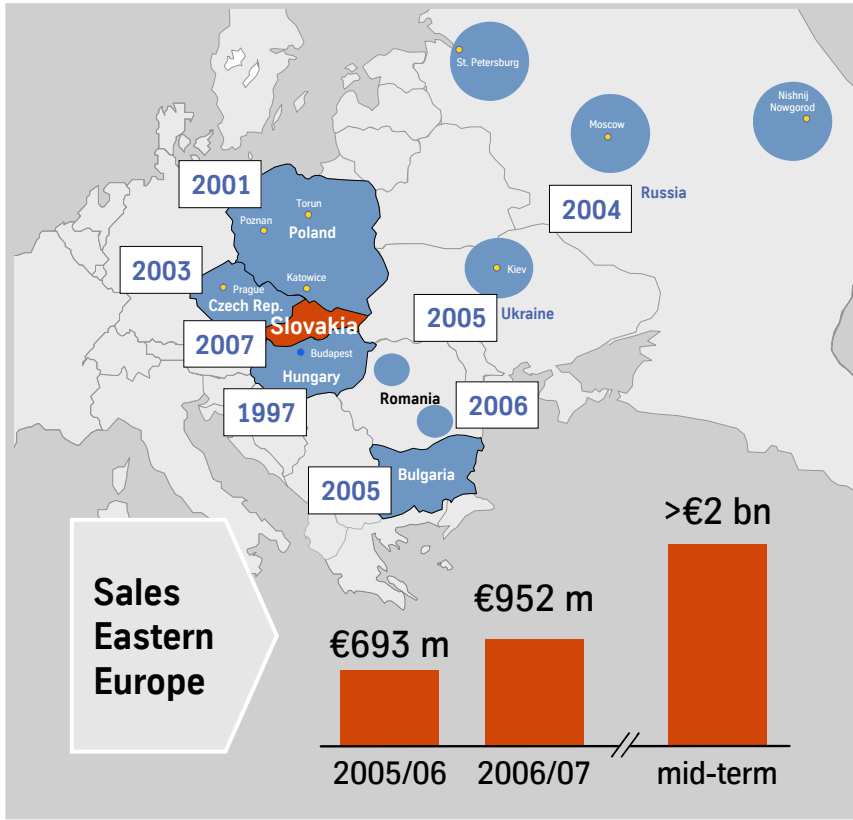 St. Petersburg
Nishnij
Nowgorod
Moscow
2001
Russia
2004
Torun
Poznan
Poland
2003
Kiev
Katowice
Prague
Czech Rep.
Ukraine
2005
Slovakia
2007
Budapest
Hungary
Romania
2006
1997
Bulgaria
2005
>€2 bn
€952 m
€693 m
Sales
Eastern
Europe
2005/06
2006/07
mid-term